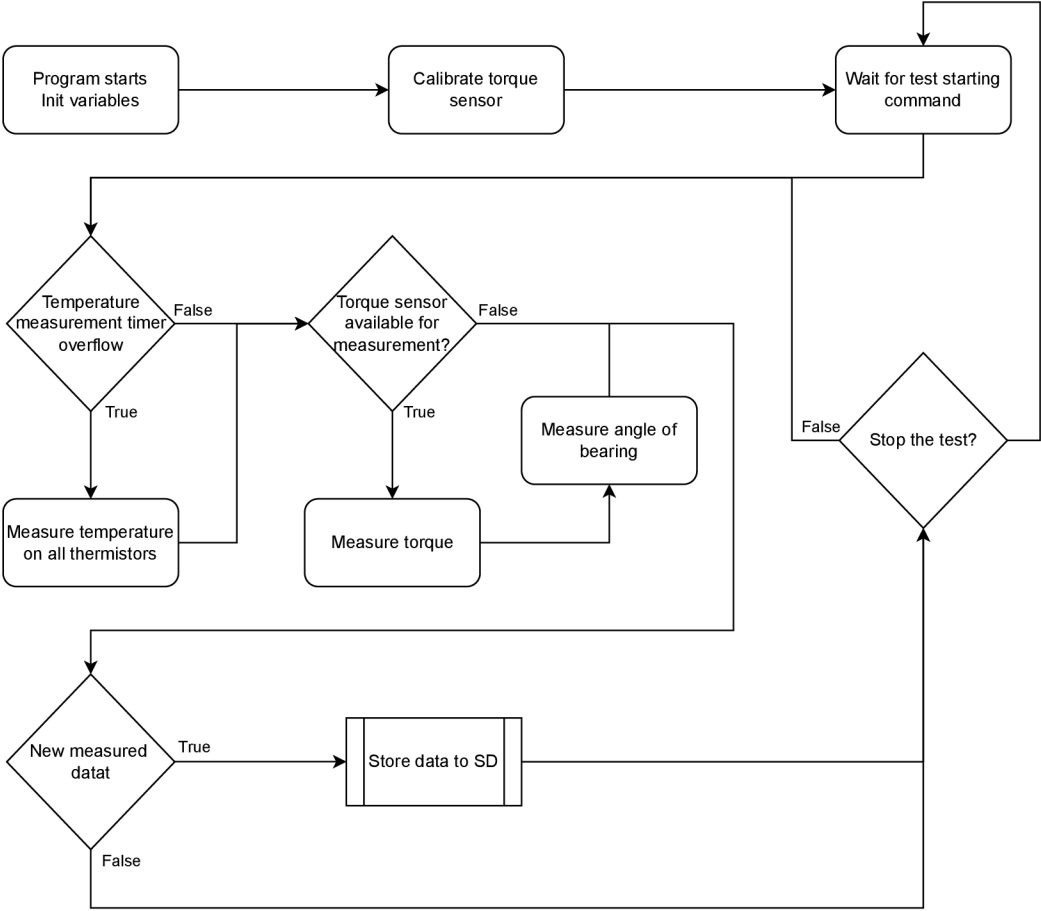 Program starts
Init variables
Calibrate torque
sensor
Wait for test starting
command
Temperature
measurement timer
overflow
False
True
Torque sensor
available for
measurement?
False
True
Measure angle of
bearing
False
Stop the test?
Measure temperature
on all thermistors
Measure torque
New measured
datat
True
False
Store data to SD